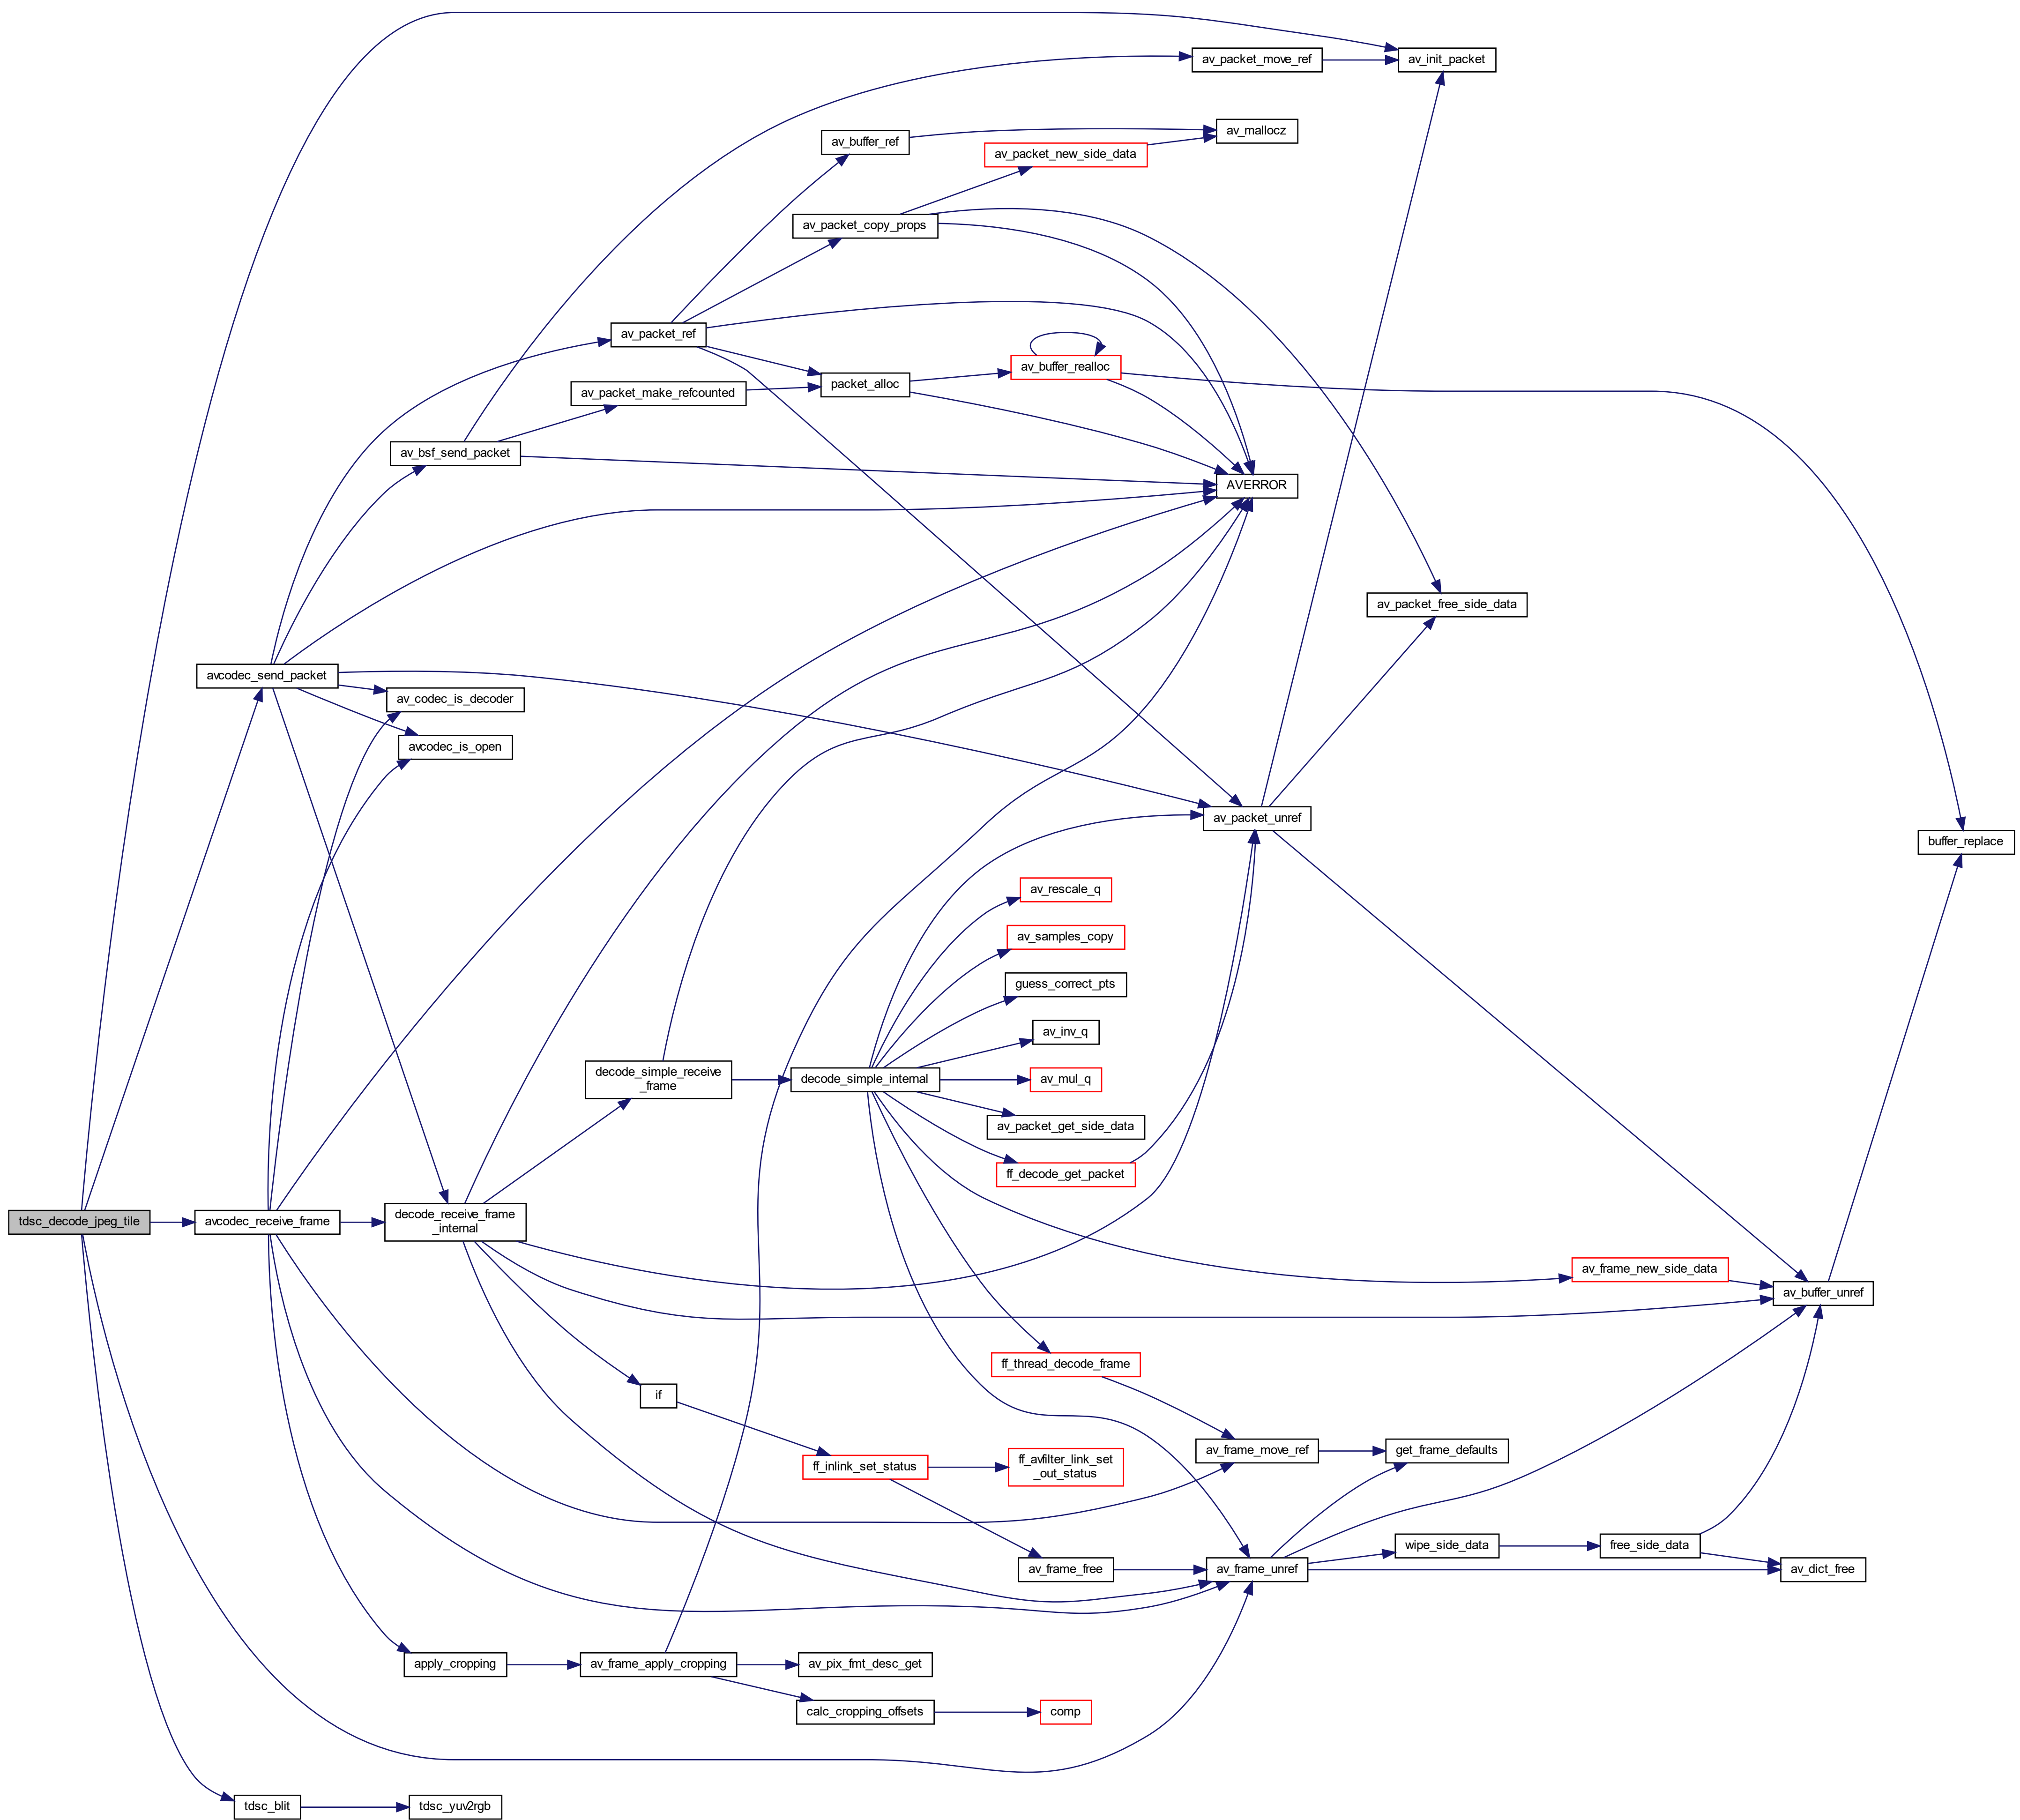 av_packet_move_ref
av_init_packet
av_buffer_ref
av_mallocz
av_packet_new_side_data
av_packet_copy_props
av_packet_ref
av_buffer_realloc
packet_alloc
av_packet_make_refcounted
av_bsf_send_packet
AVERROR
av_packet_free_side_data
avcodec_send_packet
av_codec_is_decoder
avcodec_is_open
av_packet_unref
buffer_replace
av_rescale_q
av_samples_copy
guess_correct_pts
av_inv_q
decode_simple_receive
_frame
decode_simple_internal
av_mul_q
av_packet_get_side_data
ff_decode_get_packet
tdsc_decode_jpeg_tile
avcodec_receive_frame
decode_receive_frame
_internal
av_frame_new_side_data
av_buffer_unref
ff_thread_decode_frame
if
av_frame_move_ref
get_frame_defaults
ff_inlink_set_status
ff_avfilter_link_set
_out_status
wipe_side_data
free_side_data
av_frame_free
av_frame_unref
av_dict_free
apply_cropping
av_frame_apply_cropping
av_pix_fmt_desc_get
calc_cropping_offsets
comp
tdsc_blit
tdsc_yuv2rgb